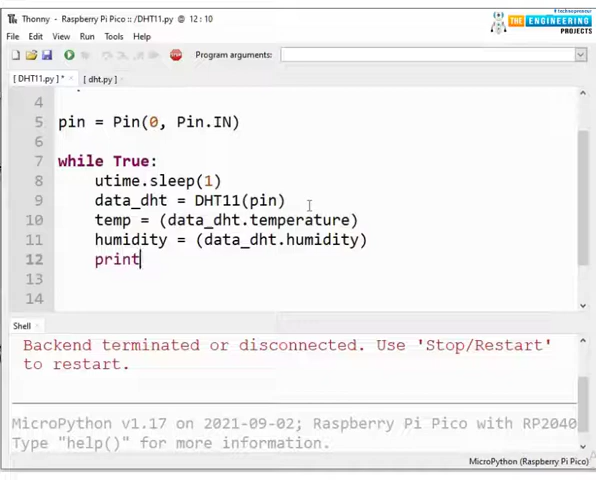 # technopreneur
Thonny - Raspberry Pi Pico :: /DHT11.py @ 12 : 10
THE ENGINEERING
PROJECTS
File Edit View Run Tools Help
Program arguments:
[ DHT11.py ] * × [ dht.py ] ×
4
5 pin = Pin(0, Pin.IN)
6
7 while True:
8 utime.sleep(1)
9 data_dht = DHT11(pin)
10 temp = (data_dht.temperature)
11 humidity = (data_dht.humidity)
12 print
13
14
Shell ×
Backend terminated or disconnected. Use 'Stop/Restart'
to restart.
MicroPython v1.17 on 2021-09-02; Raspberry Pi Pico with RP2040
Type "help()" for more information.
MicroPython (Raspberry Pi Pico)